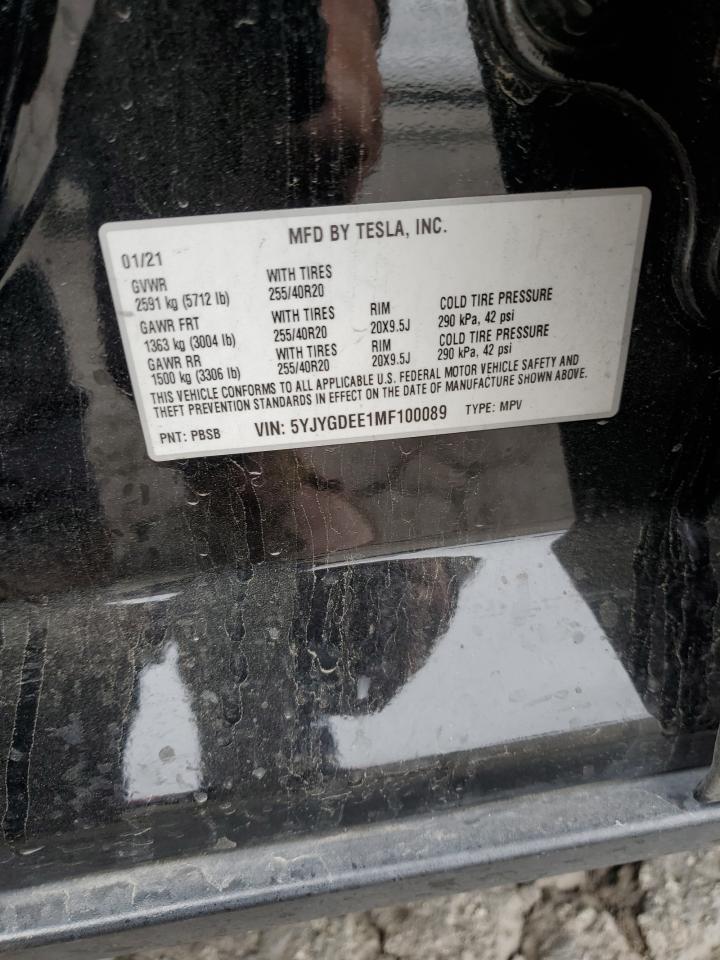 MFD BY TESLA, INC.
01/21
GVWR WITH TIRES
2591 kg (5712 lb) 255/40R20
GAWR FRT WITH TIRES RIM COLD TIRE PRESSURE
1363 kg (3004 lb) 255/40R20 20X9.5J 290 kPa, 42 psi
GAWR RR WITH TIRES RIM COLD TIRE PRESSURE
1500 kg (3306 lb) 255/40R20 20X9.5J 290 kPa, 42 psi
THIS VEHICLE CONFORMS TO ALL APPLICABLE U.S. FEDERAL MOTOR VEHICLE SAFETY AND
THEFT PREVENTION STANDARDS IN EFFECT ON THE DATE OF MANUFACTURE SHOWN ABOVE.
PNT: PBSB VIN: 5YJYGDEE1MF100089 TYPE: MPV